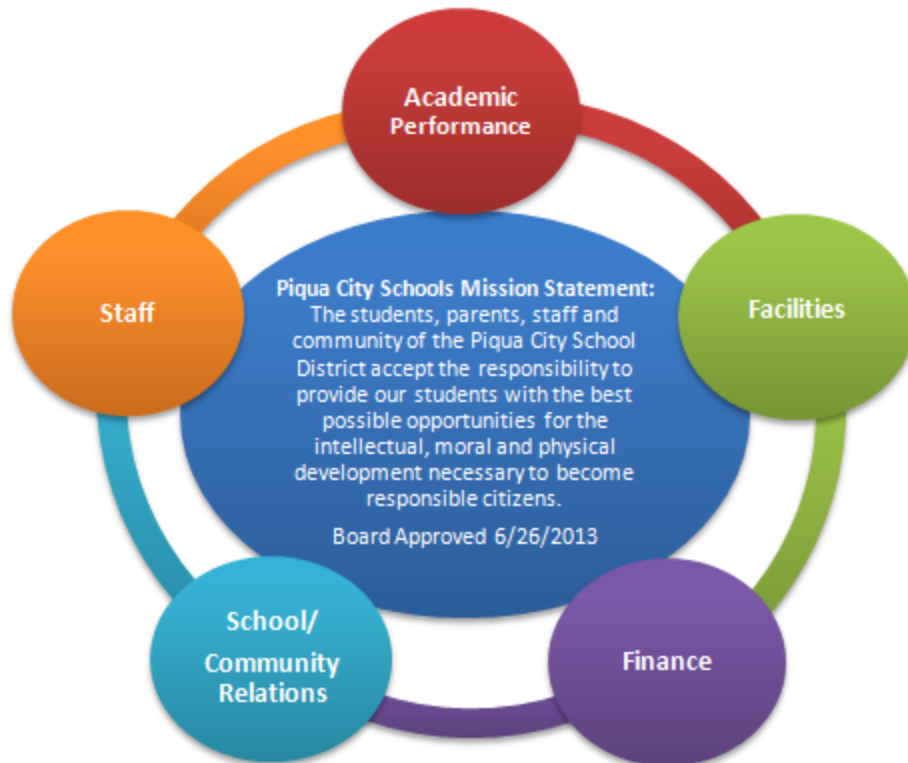 Academic
Performance
Staff
Facilities
Piqua City Schools Mission Statement:
The students, parents, staff and
community of the Piqua City School
District accept the responsibility to
provide our students with the best
possible opportunities for the
intellectual, moral and physical
development necessary to become
responsible citizens.
Board Approved 6/26/2013
School/
Community
Relations
Finance